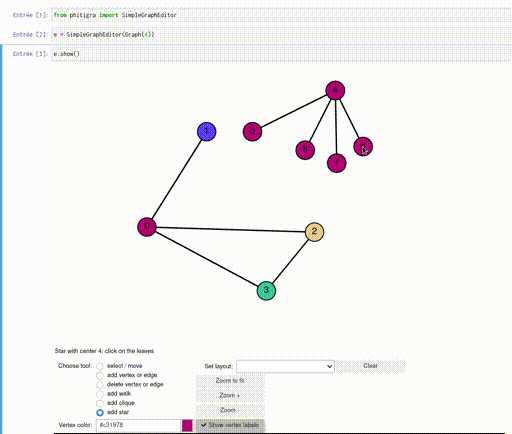 Entrée [1]: from phitigra import SimpleGraphEditor
Entrée [2]: e = SimpleGraphEditor(Graph(4))
Entrée [3]: e.show()
4
1
5
6
7
0
2
3
Star with center 4: click on the leaves
Choose tool: select / move
add vertex or edge
delete vertex or edge
add walk
add clique
add star
Set layout:
Clear
Zoom to fit
Zoom +
Zoom -
Vertex color: #c31978
✔ Show vertex labels